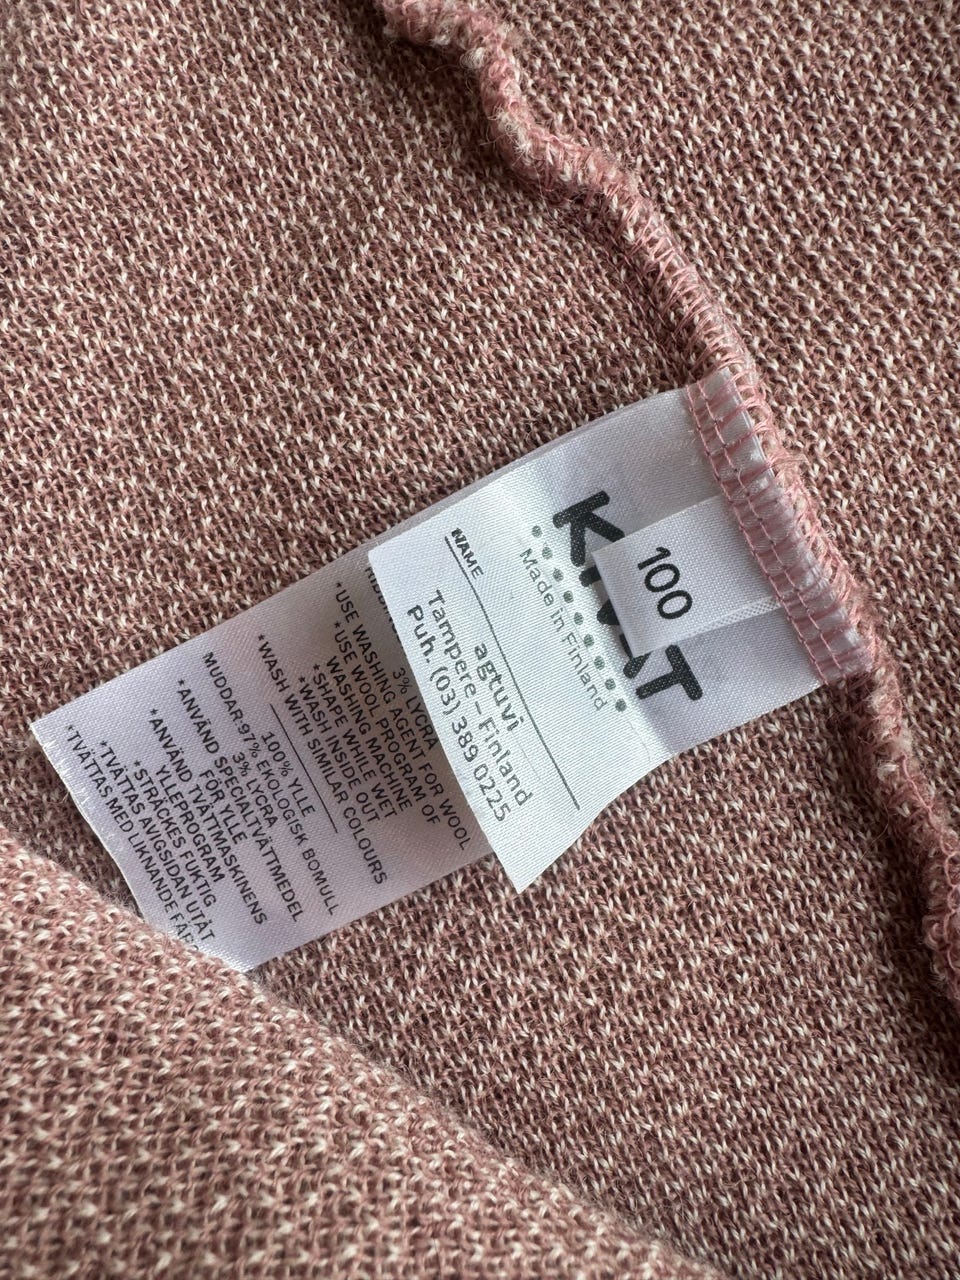 100
Made in Finland
NAME
agtuvi
Tampere – Finland
Puh. (03) 389 0225
3% LYCRA
*USE WASHING AGENT FOR WOOL
*USE WOOL PROGRAM OF
WASHING MACHINE
*SHAPE WHILE WET
*WASH INSIDE OUT
*WASH WITH SIMILAR COLOURS
100% YLLE
MUDDAR:97% EKOLOGISK BOMULL
3% LYCRA
*ANVÄND SPECIALTVÄTTMEDEL
FÖR YLLE
*ANVÄND TVÄTTMASKINENS
YLLEPROGRAM
*STRÄCKES FUKTIG
*TVÄTTAS AVIGSIDAN UTÅT
*TVÄTTAS MED LIKNANDE